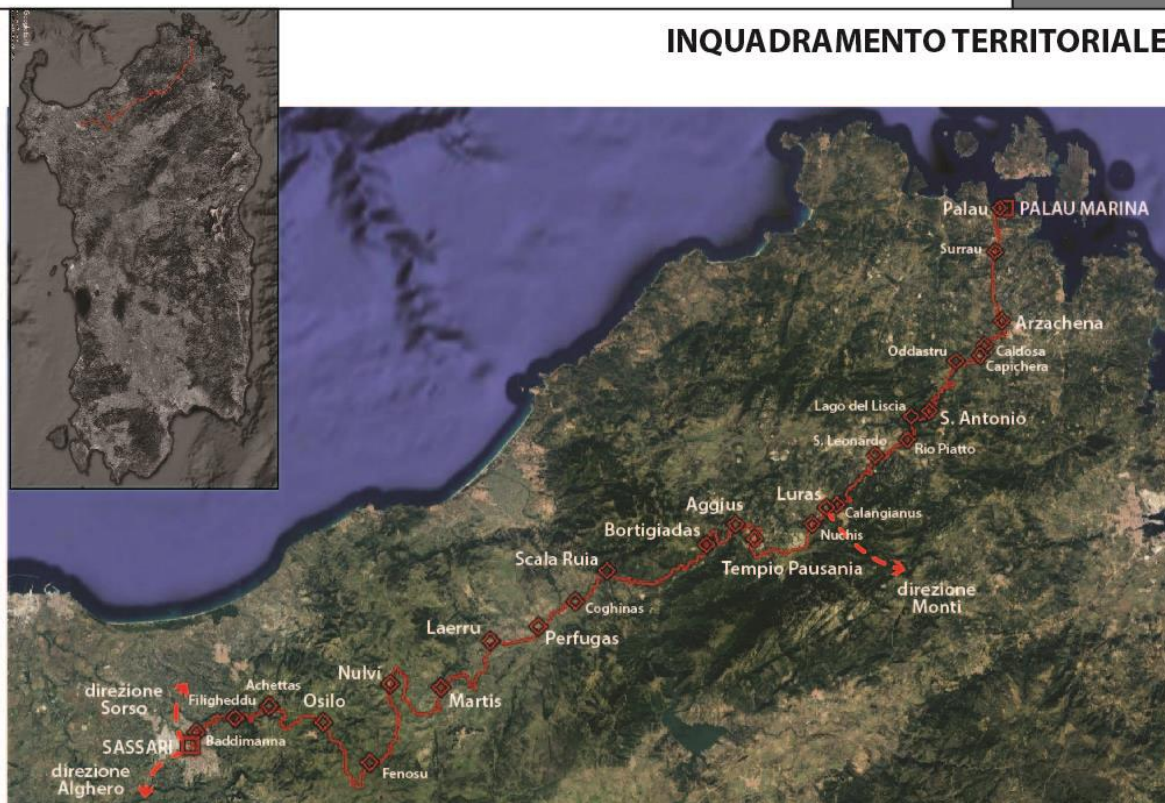 INQUADRAMENTO TERRITORIALE
Palau
PALAU MARINA
Surrau
Arzachena
Oddastru
Caldosa
Capichera
Lago del Liscia
S. Antonio
S. Leonardo
Rio Piatto
Luras
Calangianus
Aggius
Nuchis
Bortigiadas
Tempio Pausania
Scala Ruia
direzione
Monti
Coghinas
Laerru
Perfugas
Nulvi
Martis
Achettas
direzione
Sorso
Filigheddu
Osilo
SASSARI
Baddimanna
Fenosu
direzione
Alghero